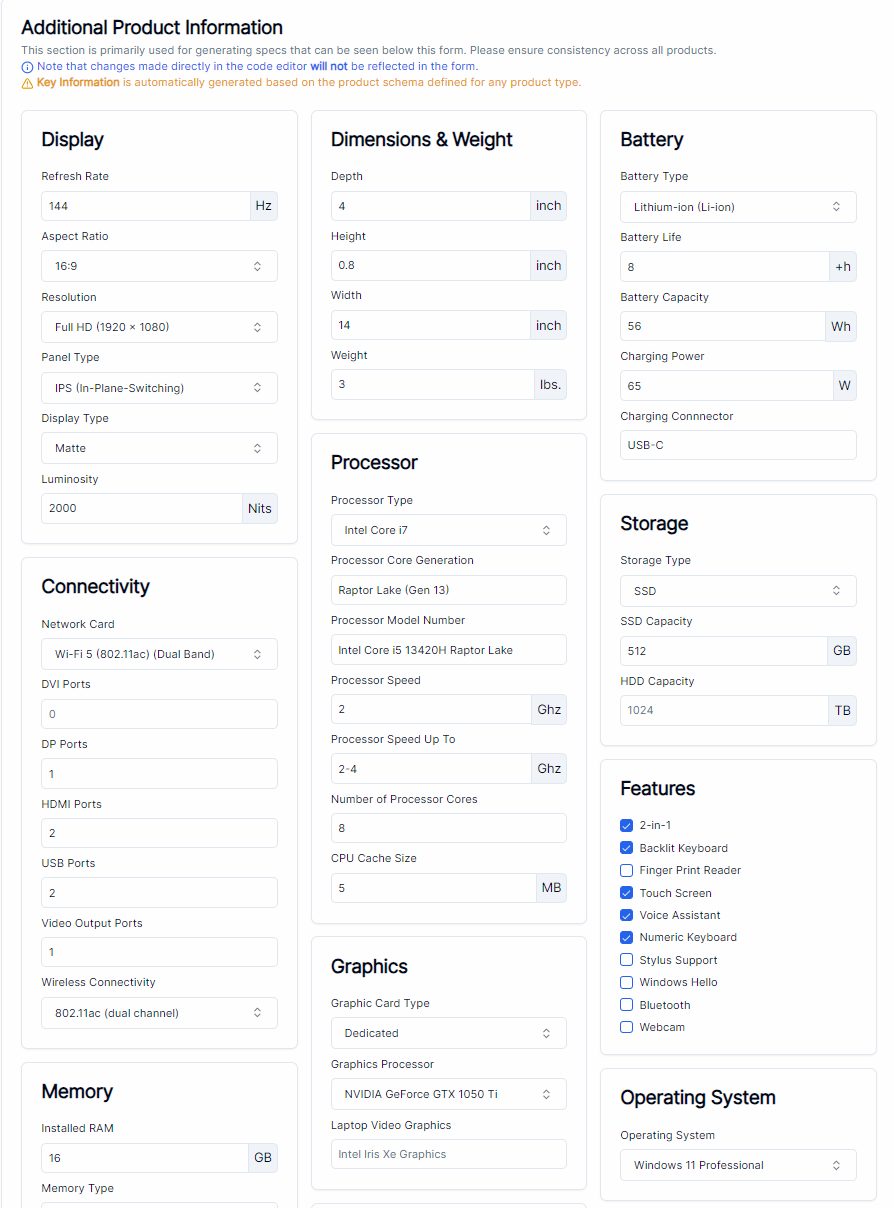 Additional Product Information
This section is primarily used for generating specs that can be seen below this form. Please ensure consistency across all products.
Note that changes made directly in the code editor will not be reflected in the form.
Key Information is automatically generated based on the product schema defined for any product type.
Display
Refresh Rate
144 Hz
Aspect Ratio
16:9
Resolution
Full HD (1920 × 1080)
Panel Type
IPS (In-Plane-Switching)
Display Type
Matte
Luminosity
2000 Nits
Connectivity
Network Card
Wi-Fi 5 (802.11ac) (Dual Band)
DVI Ports
0
DP Ports
1
HDMI Ports
2
USB Ports
2
Video Output Ports
1
Wireless Connectivity
802.11ac (dual channel)
Memory
Installed RAM
16 GB
Memory Type
Dimensions & Weight
Depth
4 inch
Height
0.8 inch
Width
14 inch
Weight
3 lbs.
Processor
Processor Type
Intel Core i7
Processor Core Generation
Raptor Lake (Gen 13)
Processor Model Number
Intel Core i5 13420H Raptor Lake
Processor Speed
2 Ghz
Processor Speed Up To
2-4 Ghz
Number of Processor Cores
8
CPU Cache Size
5 MB
Graphics
Graphic Card Type
Dedicated
Graphics Processor
NVIDIA GeForce GTX 1050 Ti
Laptop Video Graphics
Intel Iris Xe Graphics
Battery
Battery Type
Lithium-ion (Li-ion)
Battery Life
8 +h
Battery Capacity
56 Wh
Charging Power
65 W
Charging Connnector
USB-C
Storage
Storage Type
SSD
SSD Capacity
512 GB
HDD Capacity
1024 TB
Features
2-in-1
Backlit Keyboard
Finger Print Reader
Touch Screen
Voice Assistant
Numeric Keyboard
Stylus Support
Windows Hello
Bluetooth
Webcam
Operating System
Operating System
Windows 11 Professional